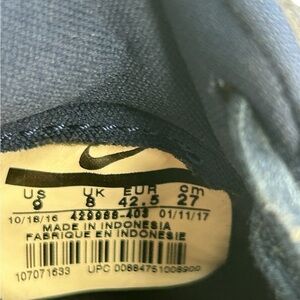 US UK EUR cm
9 8 42.5 27
10/18/16 429988-403 01/11/17
MADE IN INDONESIA
FABRIQUE EN INDONESIE
107071633 UPC